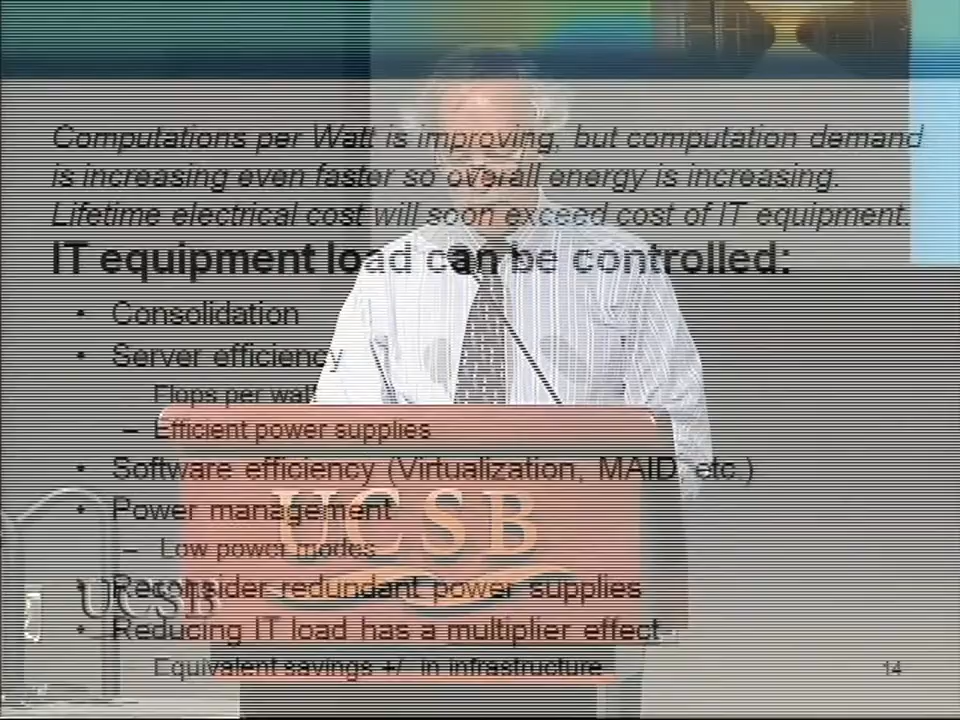 Computations per Watt is improving, but computation demand
is increasing even faster so overall energy is increasing.
Lifetime electrical cost will soon exceed cost of IT equipment.
IT equipment load can be controlled:
• Consolidation
• Server efficiency
Flops per watt
– Efficient power supplies
• Software efficiency (Virtualization, MAID, etc.)
• Power management
– Low power modes
• Reconsider redundant power supplies
• Reducing IT load has a multiplier effect
Equivalent savings +/- in infrastructure
14
UCSB
UCSB